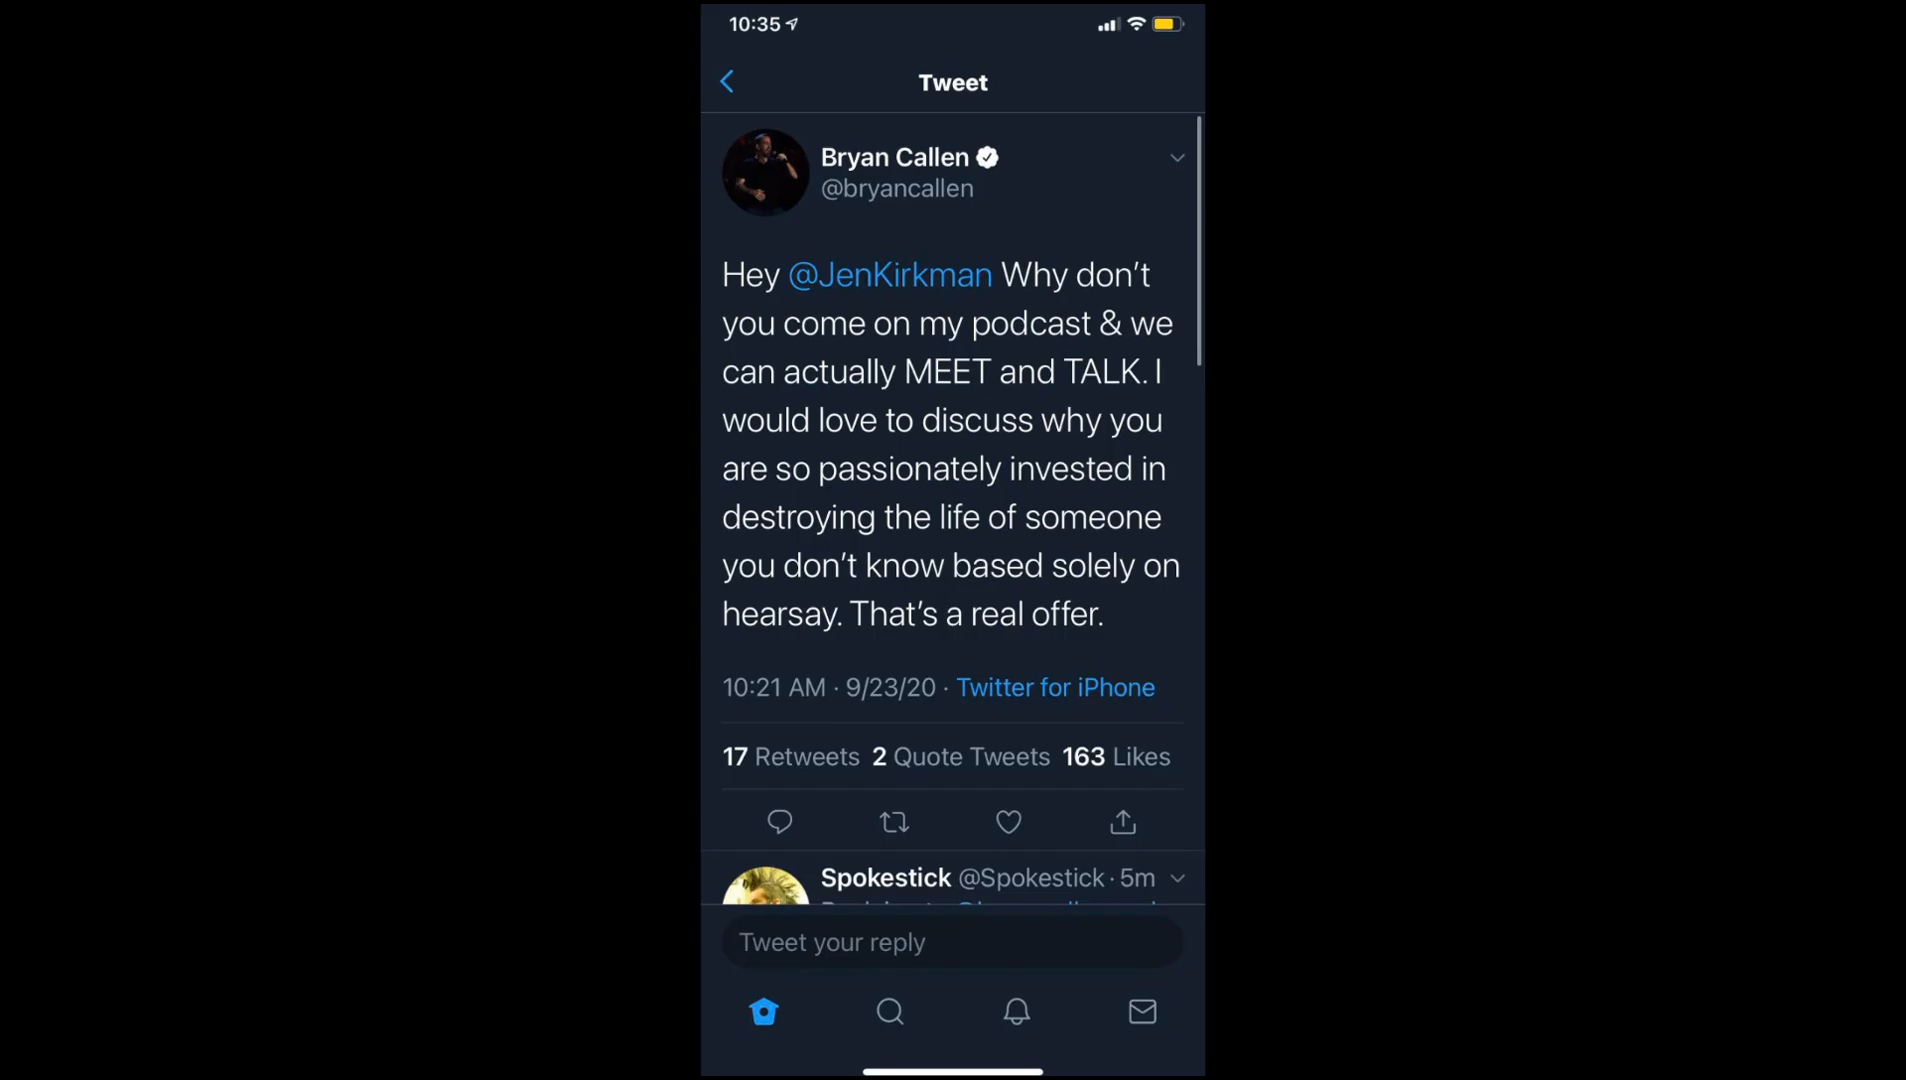 10:35
Tweet
Bryan Callen
@bryancallen
Hey @JenKirkman Why don’t
you come on my podcast & we
can actually MEET and TALK. I
would love to discuss why you
are so passionately invested in
destroying the life of someone
you don’t know based solely on
hearsay. That’s a real offer.
10:21 AM · 9/23/20 · Twitter for iPhone
17 Retweets 2 Quote Tweets 163 Likes
Spokestick @Spokestick · 5m
Tweet your reply